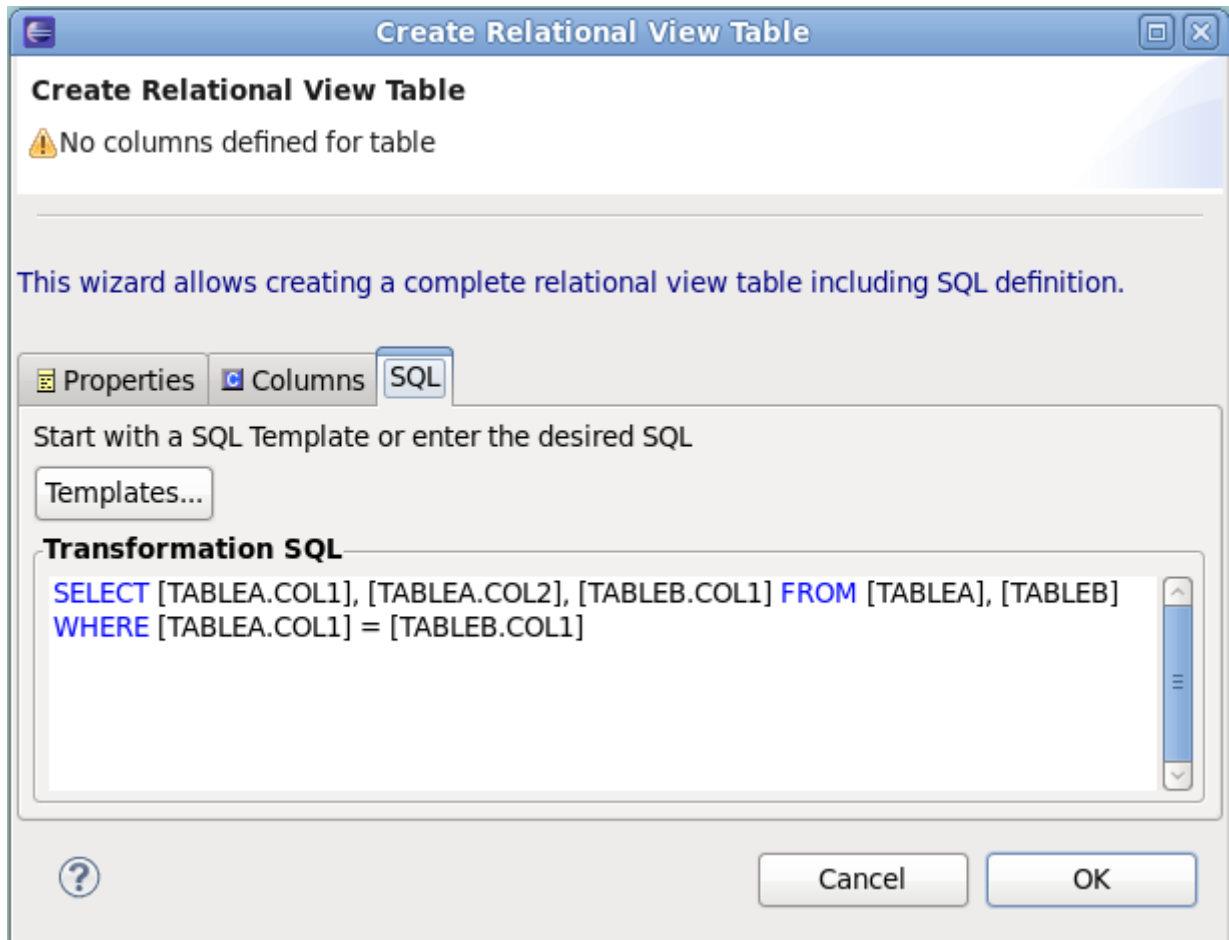 Create Relational View Table
Create Relational View Table
No columns defined for table
This wizard allows creating a complete relational view table including SQL definition.
Properties Columns SQL
Start with a SQL Template or enter the desired SQL
Templates...
Transformation SQL
SELECT [TABLEA.COL1], [TABLEA.COL2], [TABLEB.COL1] FROM [TABLEA], [TABLEB]
WHERE [TABLEA.COL1] = [TABLEB.COL1]
Cancel OK